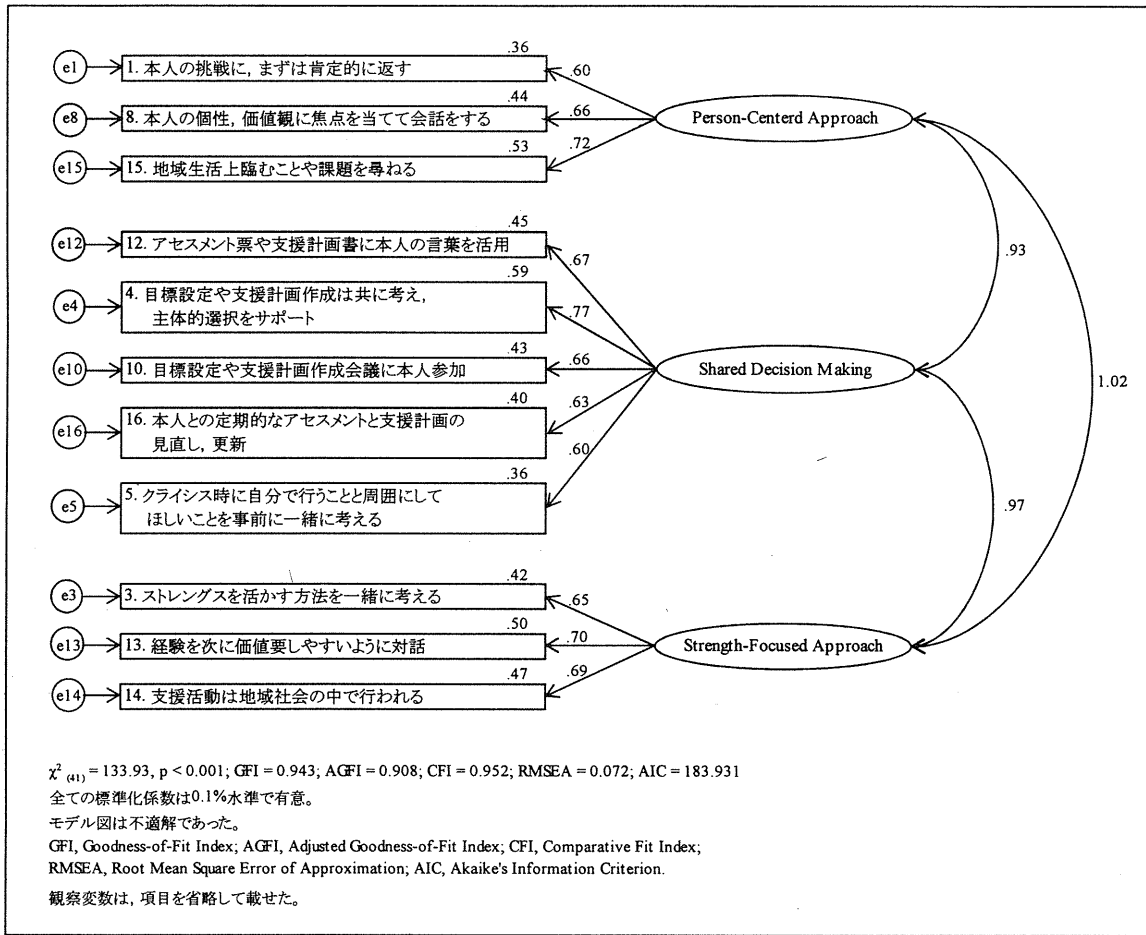 .36
e1
1. 本人の挑戦に, まずは肯定的に返す
.60
.44
e8
8. 本人の個性, 価値観に焦点を当てて会話をする
.66
Person-Centerd Approach
.53
e15
15. 地域生活上臨むことや課題を尋ねる
.72
.45
e12
12. アセスメント票や支援計画書に本人の言葉を活用
.67
.93
.59
e4
4. 目標設定や支援計画作成は共に考え,
主体的選択をサポート
.77
.43
e10
10. 目標設定や支援計画作成会議に本人参加
.66
Shared Decision Making
1.02
.40
e16
16. 本人との定期的なアセスメントと支援計画の
見直し, 更新
.63
.36
e5
5. クライシス時に自分で行うことと周囲にして
ほしいことを事前に一緒に考える
.60
.97
.42
e3
3. ストレングスを活かす方法を一緒に考える
.65
.50
e13
13. 経験を次に価値要しやすいように対話
.70
Strength-Focused Approach
.47
e14
14. 支援活動は地域社会の中で行われる
.69
χ² (41) = 133.93, p < 0.001; GFI = 0.943; AGFI = 0.908; CFI = 0.952; RMSEA = 0.072; AIC = 183.931
全ての標準化係数は0.1%水準で有意。
モデル図は不適解であった。
GFI, Goodness-of-Fit Index; AGFI, Adjusted Goodness-of-Fit Index; CFI, Comparative Fit Index;
RMSEA, Root Mean Square Error of Approximation; AIC, Akaike's Information Criterion.
観察変数は, 項目を省略して載せた。